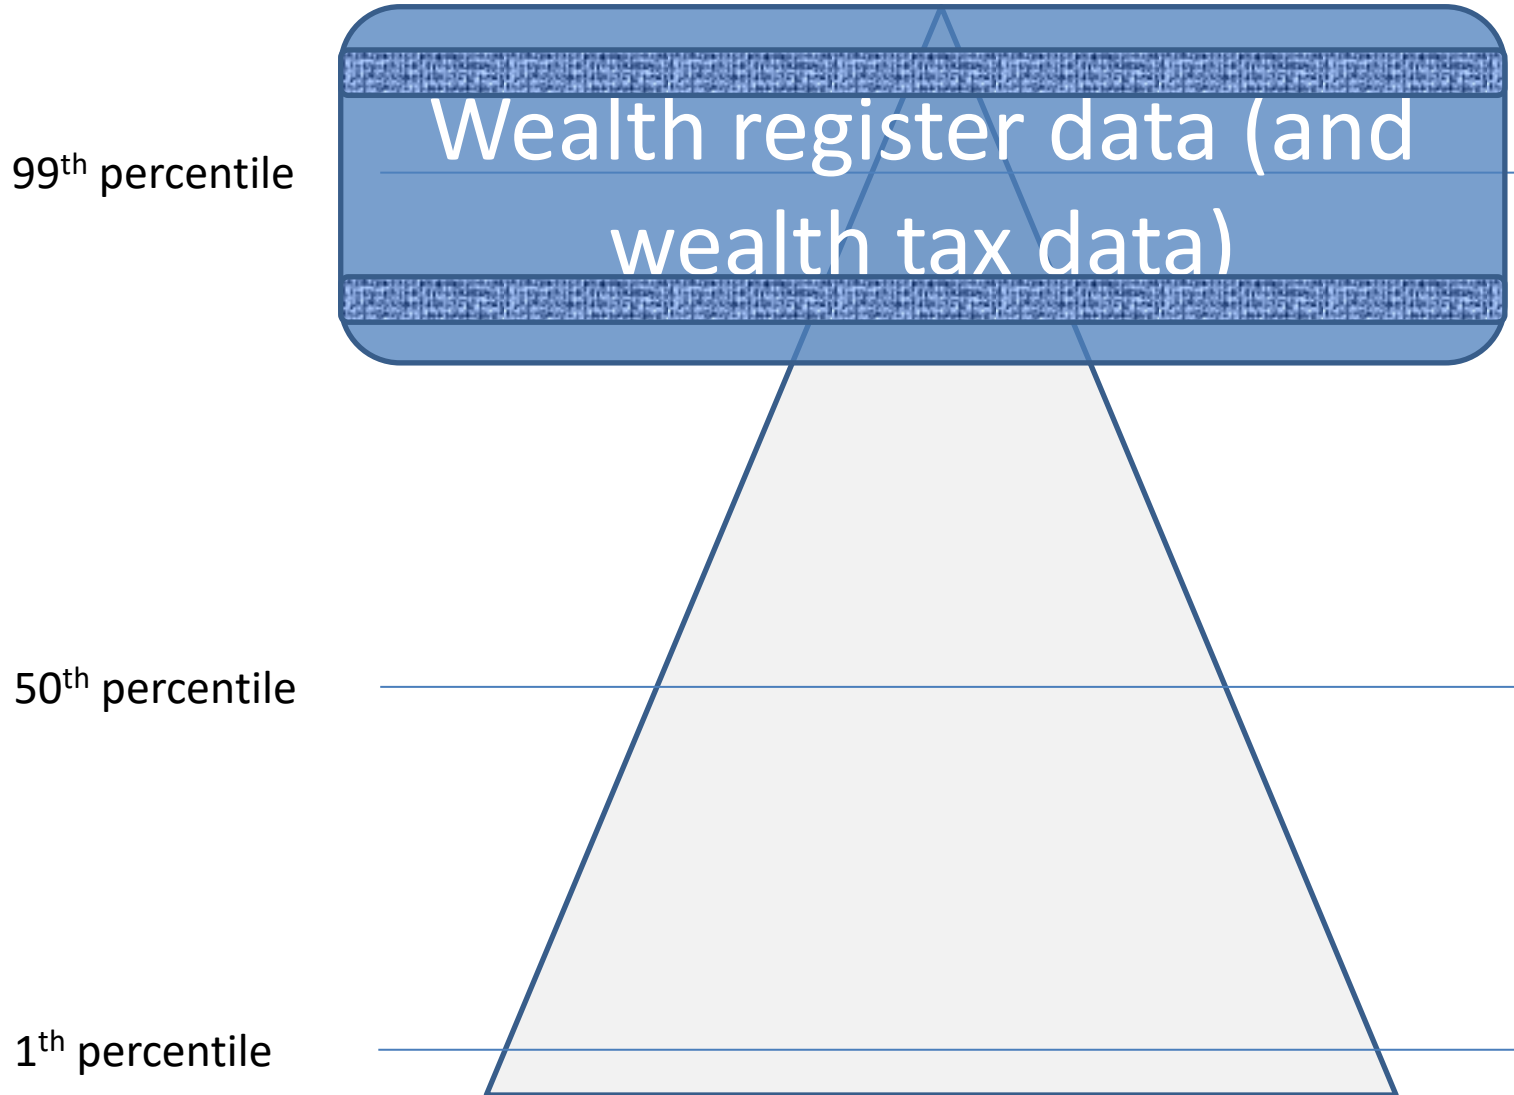 Wealth register data (and
wealth tax data)
99th percentile
50th percentile
1th percentile